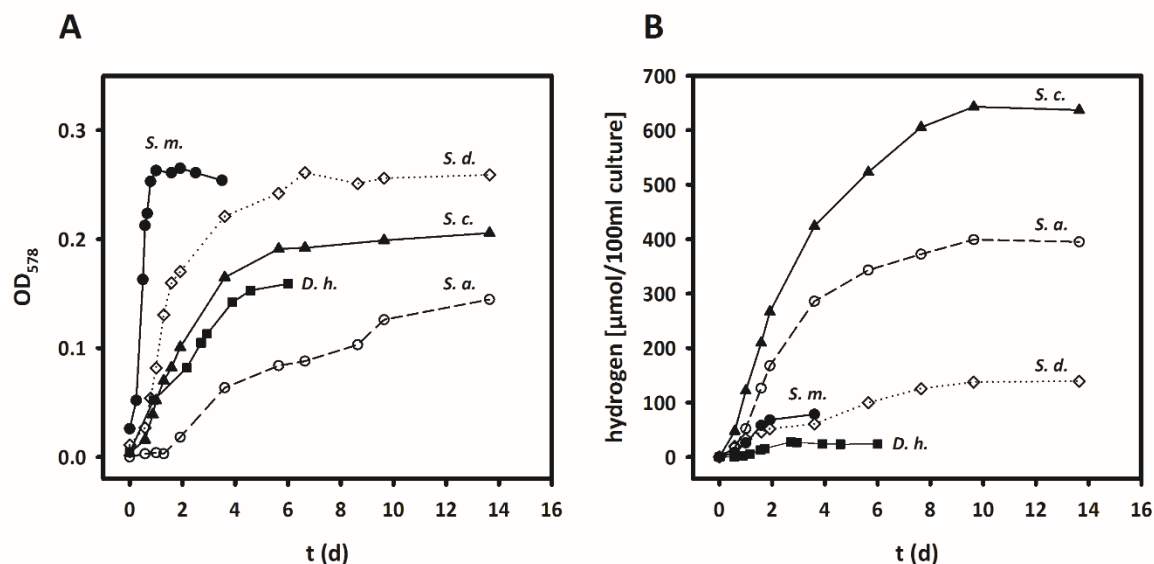 A
OD578
0.3
0.2
0.1
0.0
S. m.
S. d.
S. c.
D. h.
S. a.
0 2 4 6 8 10 12 14 16
t (d)
B
hydrogen [µmol/100ml culture]
700
600
500
400
300
200
100
0
S. c.
S. a.
S. d.
S. m.
D. h.
0 2 4 6 8 10 12 14 16
t (d)